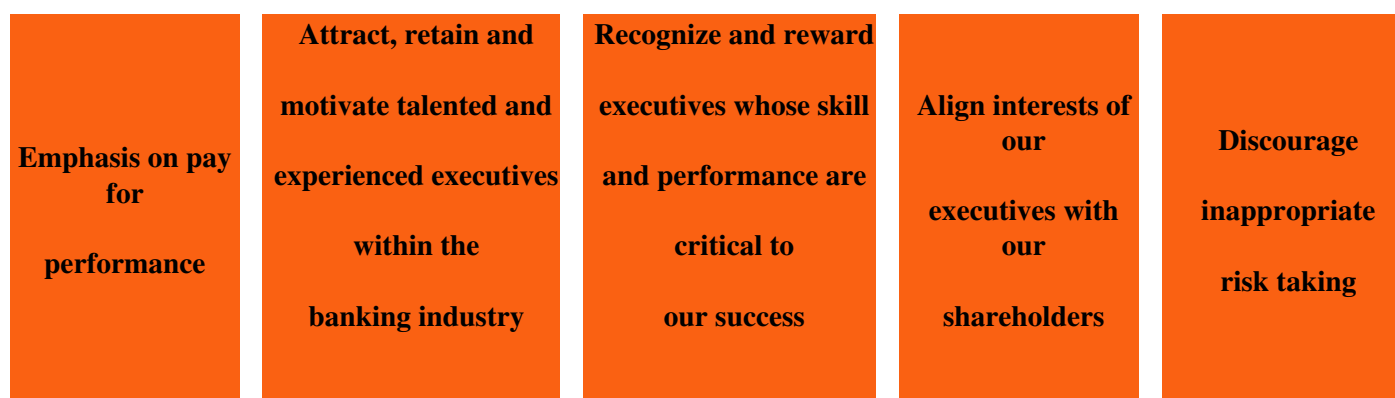 Emphasis on pay
for
performance
Attract, retain and
motivate talented and
experienced executives
within the
banking industry
Recognize and reward
executives whose skill
and performance are
critical to
our success
Align interests of
our
executives with
our
shareholders
Discourage
inappropriate
risk taking